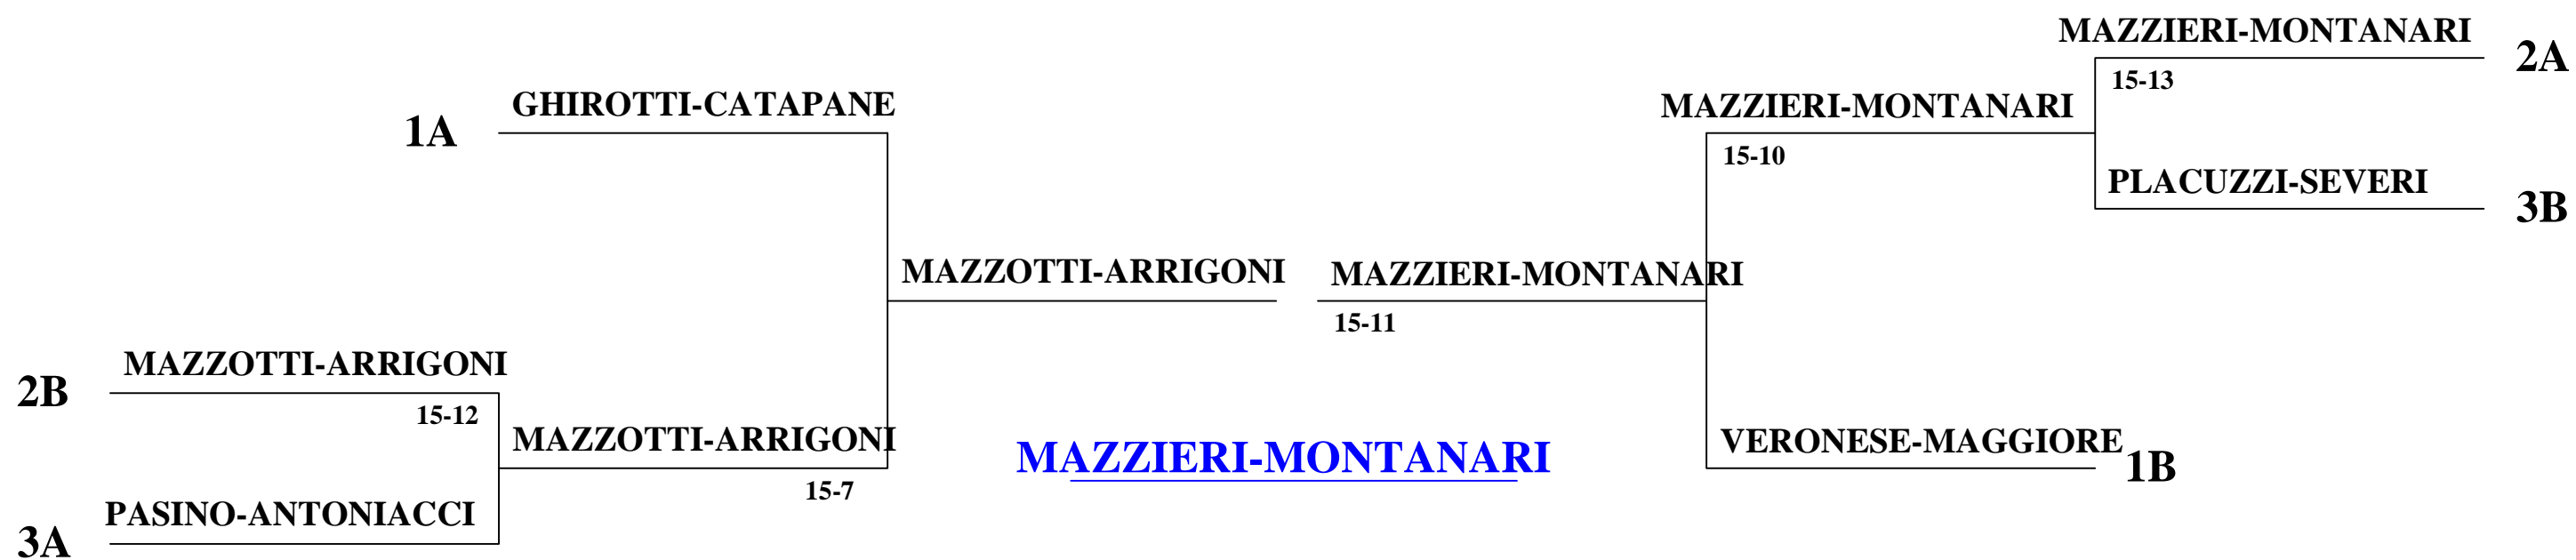 MAZZIERI-MONTANARI
2A
15-13
GHIROTTI-CATAPANE
MAZZIERI-MONTANARI
1A
15-10
PLACUZZI-SEVERI
3B
MAZZOTTI-ARRIGONI
MAZZIERI-MONTANARI
15-11
MAZZOTTI-ARRIGONI
2B
15-12
MAZZOTTI-ARRIGONI
MAZZIERI-MONTANARI
VERONESE-MAGGIORE
1B
15-7
PASINO-ANTONIACCI
3A